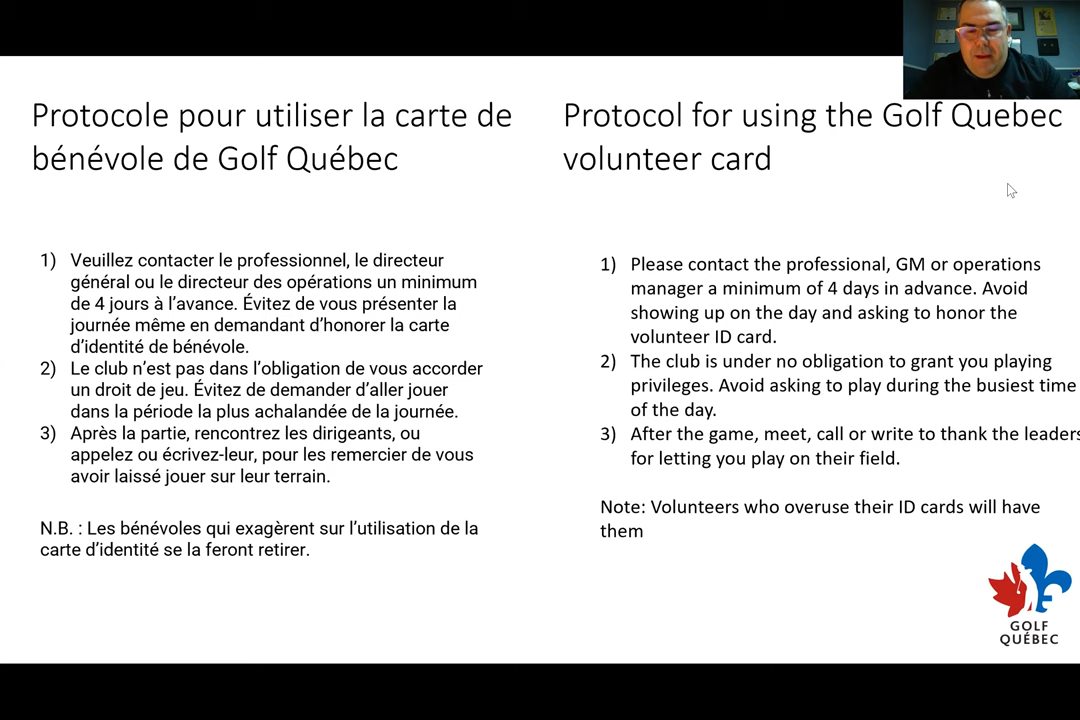 Protocole pour utiliser la carte de
bénévole de Golf Québec
1) Veuillez contacter le professionnel, le directeur
général ou le directeur des opérations un minimum
de 4 jours à l’avance. Évitez de vous présenter la
journée même en demandant d’honorer la carte
d’identité de bénévole.
2) Le club n’est pas dans l’obligation de vous accorder
un droit de jeu. Évitez de demander d’aller jouer
dans la période la plus achalandée de la journée.
3) Après la partie, rencontrez les dirigeants, ou
appelez ou écrivez-leur, pour les remercier de vous
avoir laissé jouer sur leur terrain.
N.B. : Les bénévoles qui exagèrent sur l’utilisation de la
carte d’identité se la feront retirer.
Protocol for using the Golf Quebec
volunteer card
1) Please contact the professional, GM or operations
manager a minimum of 4 days in advance. Avoid
showing up on the day and asking to honor the
volunteer ID card.
2) The club is under no obligation to grant you playing
privileges. Avoid asking to play during the busiest time
of the day.
3) After the game, meet, call or write to thank the leaders
for letting you play on their field.
Note: Volunteers who overuse their ID cards will have
them
GOLF
QUÉBEC